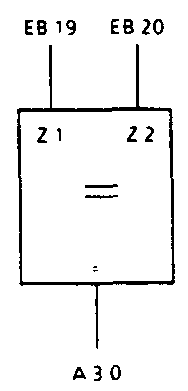 EB 19 EB 20
Z 1 Z 2
=
=
A 3 0